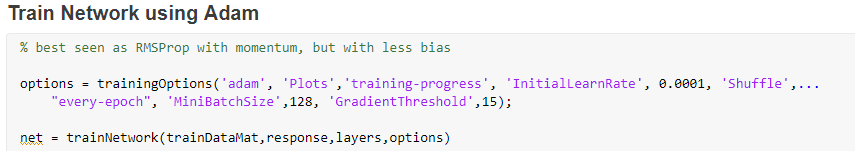 Train Network using Adam
% best seen as RMSProp with momentum, but with less bias
options = trainingOptions('adam', 'Plots','training-progress', 'InitialLearnRate', 0.0001, 'Shuffle',...
"every-epoch", 'MiniBatchSize',128, 'GradientThreshold',15);
net = trainNetwork(trainDataMat,response,layers,options)